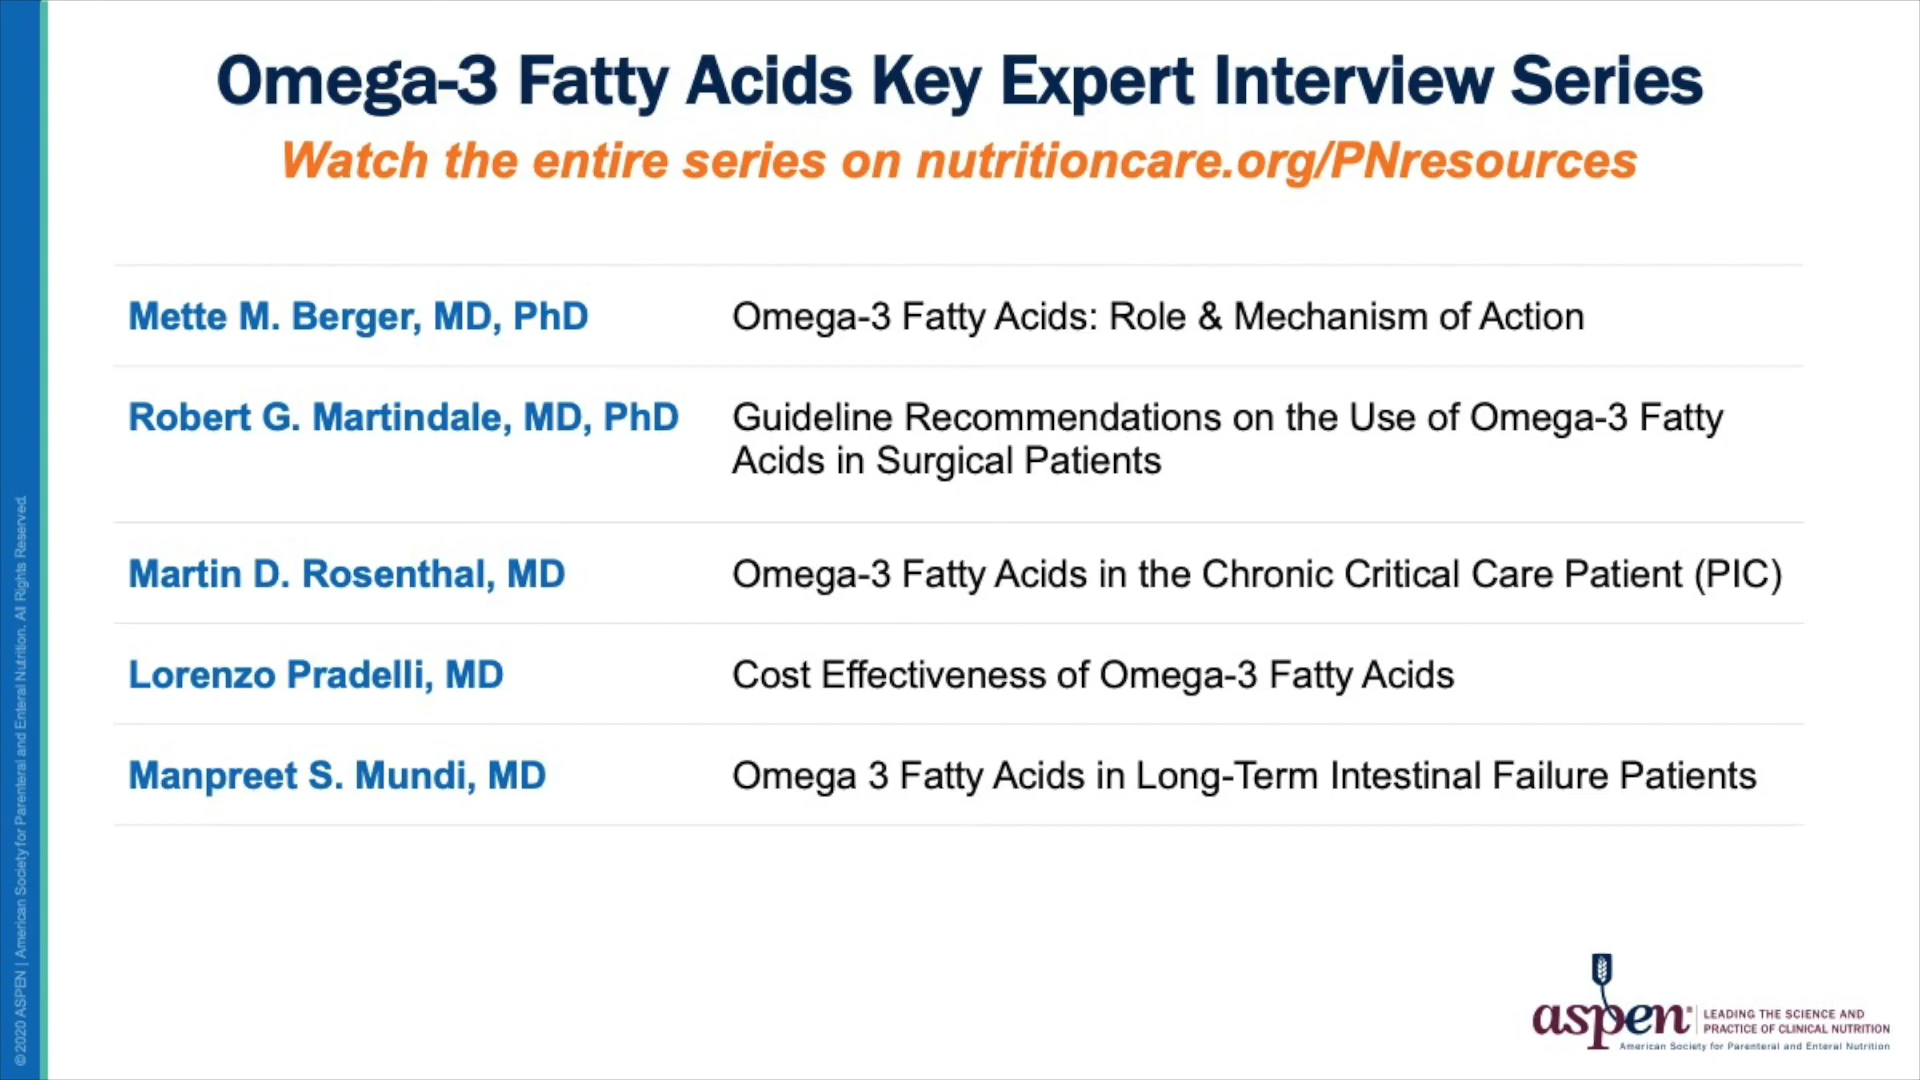 Omega-3 Fatty Acids Key Expert Interview Series
Watch the entire series on nutritioncare.org/PNresources
Mette M. Berger, MD, PhD
Omega-3 Fatty Acids: Role & Mechanism of Action
Robert G. Martindale, MD, PhD
Guideline Recommendations on the Use of Omega-3 Fatty
Acids in Surgical Patients
Martin D. Rosenthal, MD
Omega-3 Fatty Acids in the Chronic Critical Care Patient (PIC)
Lorenzo Pradelli, MD
Cost Effectiveness of Omega-3 Fatty Acids
Manpreet S. Mundi, MD
Omega 3 Fatty Acids in Long-Term Intestinal Failure Patients
©2020 ASPEN | American Society for Parenteral and Enteral Nutrition. All Rights Reserved.
aspen®
LEADING THE SCIENCE AND
PRACTICE OF CLINICAL NUTRITION
American Society for Parenteral and Enteral Nutrition